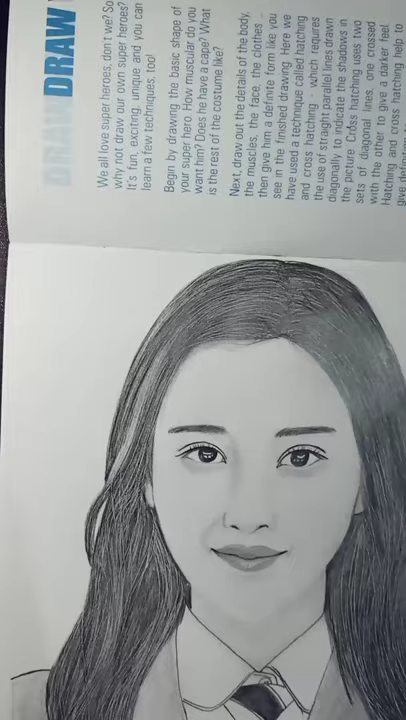 DRAW
We all love super heroes, don't we? So
why not draw our own super heroes?
It's fun, exciting, unique and you can
learn a few techniques, too!
Begin by drawing the basic shape of
your super hero. How muscular do you
want him? Does he have a cape? What
is the rest of the costume like?
Next, draw out the details of the body,
the muscles, the face, the clothes
then give him a definite form like you
see in the finished drawing. Here we
have used a technique called hatching
and cross hatching which requires
the use of straight parallel lines drawn
diagonally to indicate the shadows in
the picture. Cross hatching uses two
sets of diagonal lines, one crossed
with the other to give a darker feel
Hatching and cross hatching help to
give